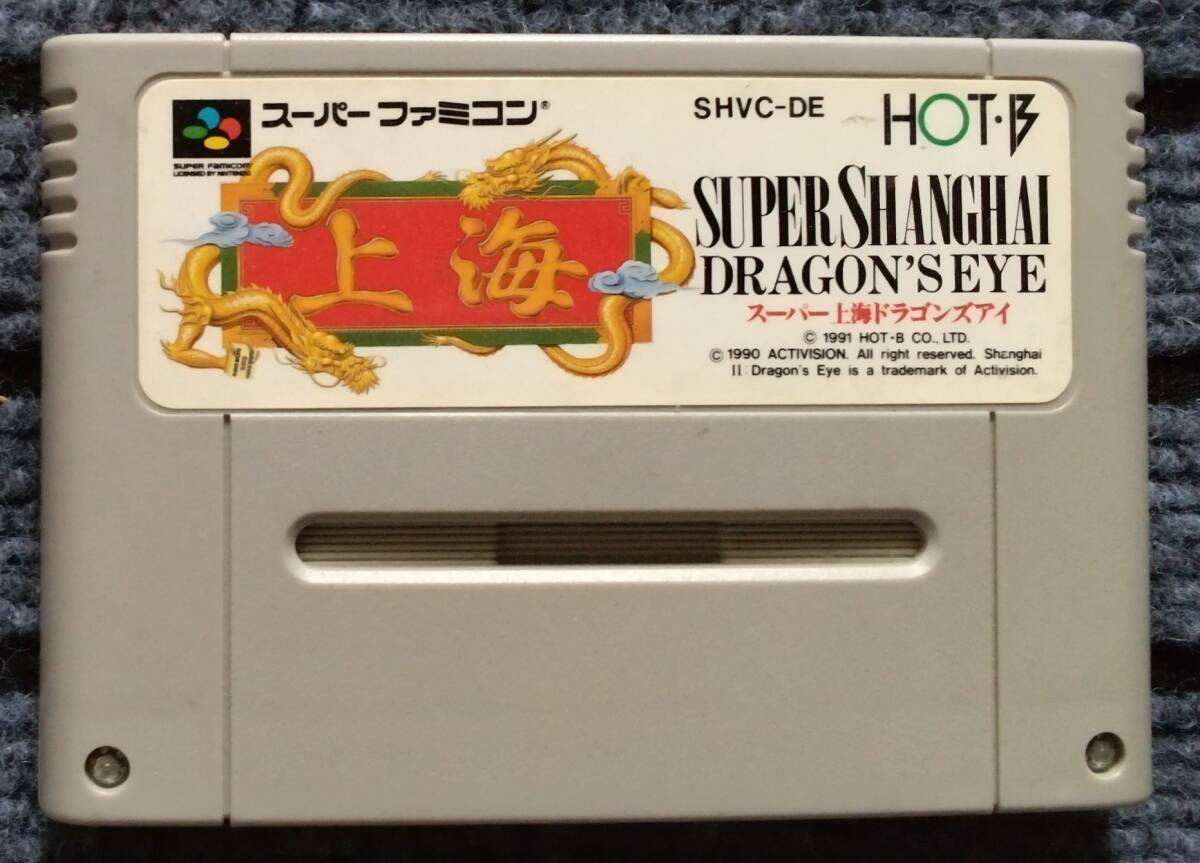 スーパーファミコン®
SUPER FAMICOM
LICENSED BY NINTENDO
SHVC-DE
HOT・B
上海
SUPER SHANGHAI
DRAGON'S EYE
スーパー上海ドラゴンズアイ
© 1991 HOT・B CO., LTD.
© 1990 ACTIVISION. All right reserved. Shanghai
II: Dragon's Eye is a trademark of Activision.